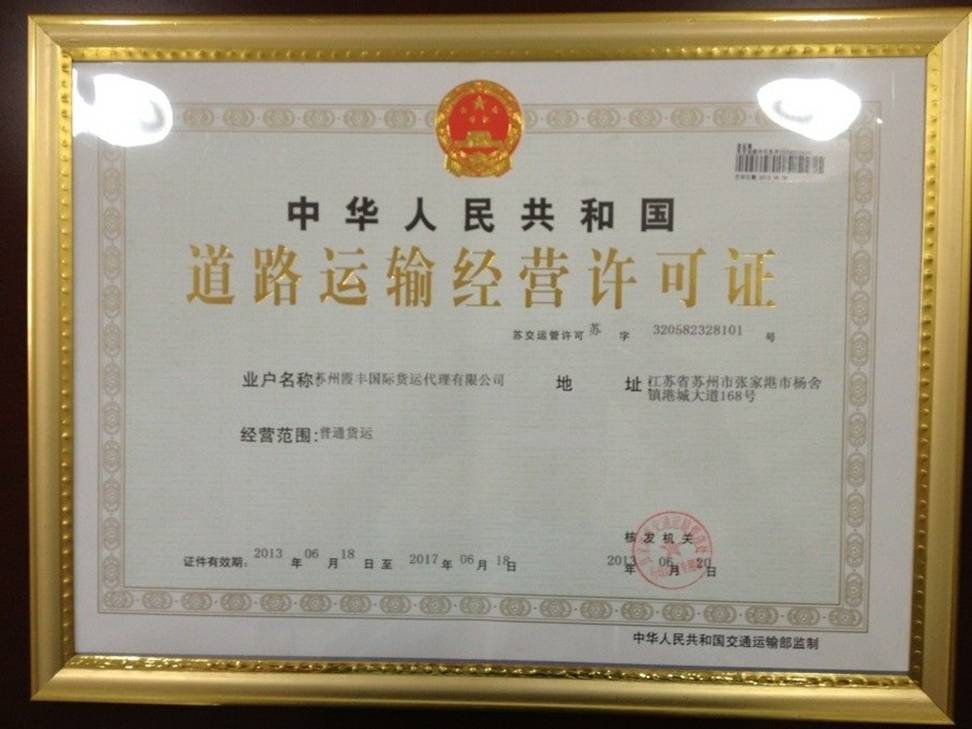 中华人民共和国
道路运输经营许可证
苏交运管许可 苏 字 320582328101 号
业户名称:苏州霞丰国际货运代理有限公司
地 址 江苏省苏州市张家港市杨舍
镇港城大道168号
经营范围:普通货运
核发机关
证件有效期: 2013 年 06 月 18 日至 2017 年 06 月 18 日
2013 年 06 月 20 日
中华人民共和国交通运输部监制